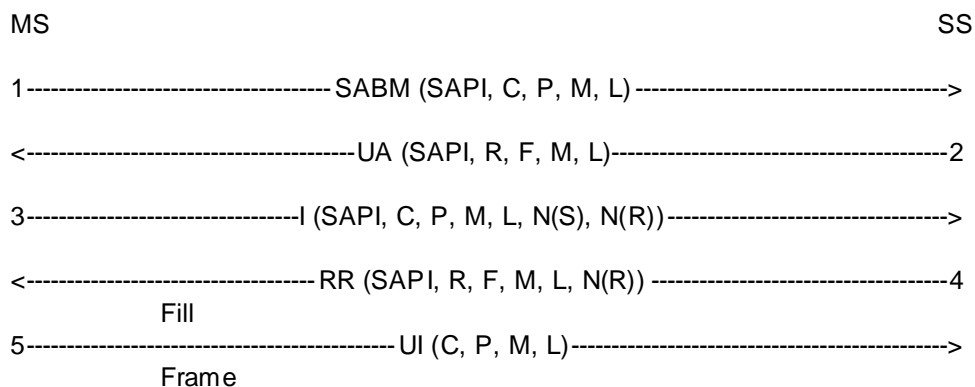 MS SS
1-------------------------------------- SABM (SAPI, C, P, M, L) --------------------------------------->
<-----------------------------------------UA (SAPI, R, F, M, L)------------------------------------------2
3----------------------------------I (SAPI, C, P, M, L, N(S), N(R))----------------------------------->
<------------------------------------ RR (SAPI, R, F, M, L, N(R)) -------------------------------------4
Fill
5---------------------------------------------- UI (C, P, M, L)----------------------------------------------->
Frame